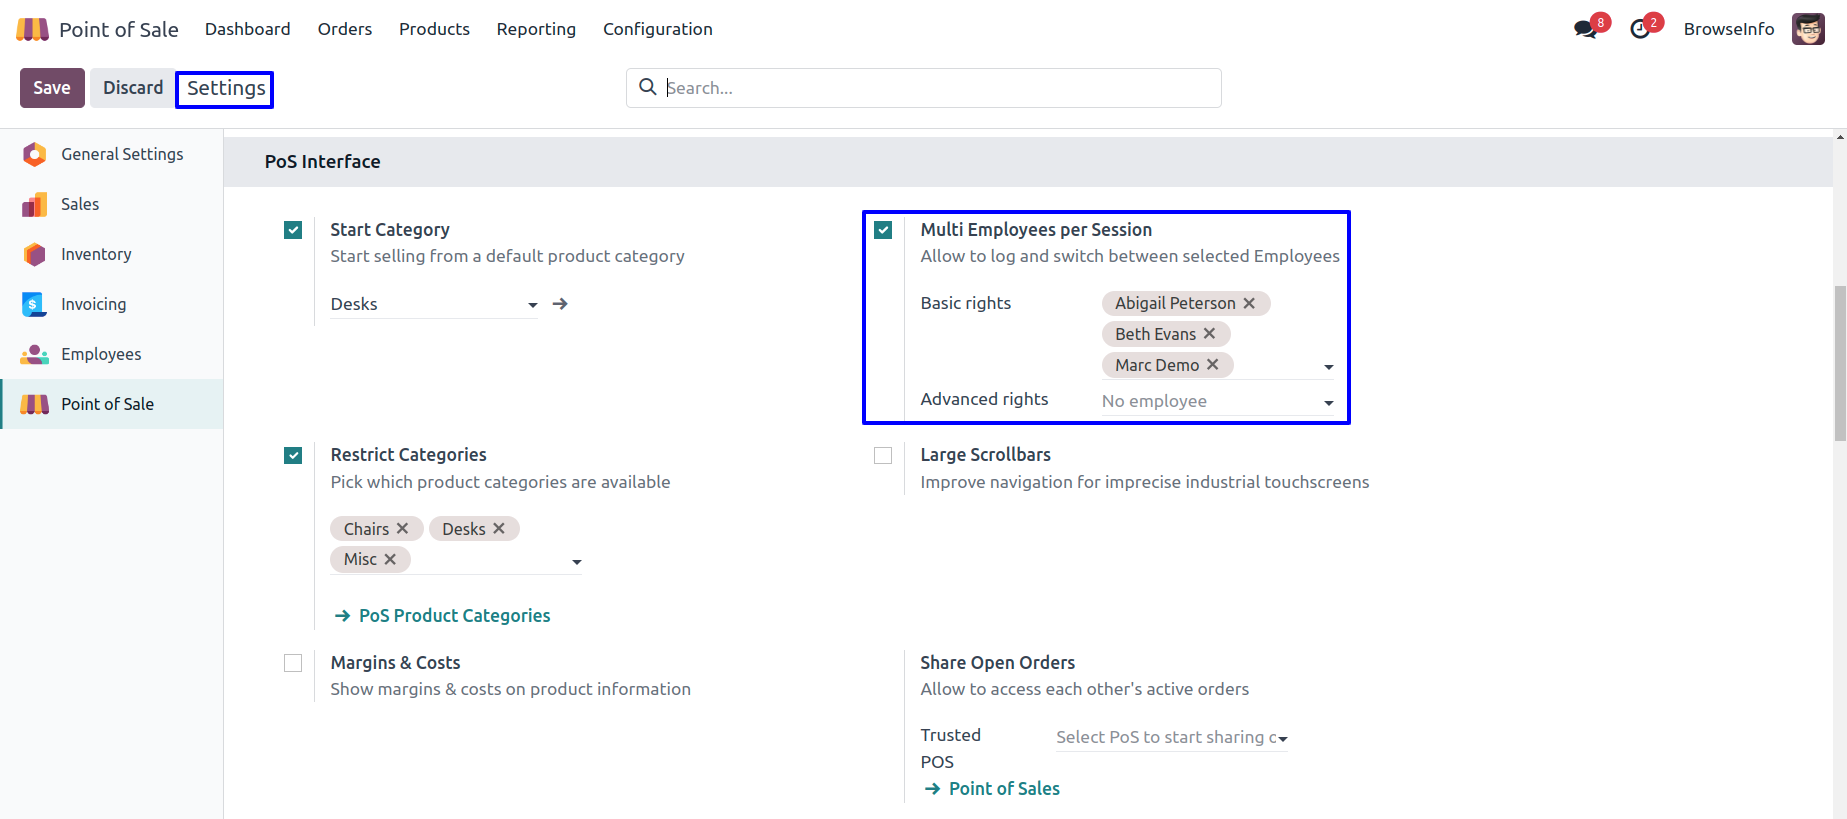 Point of Sale Dashboard Orders Products Reporting Configuration 8 2 BrowseInfo
Save Discard Settings Search...
General Settings
Sales
Inventory
Invoicing
Employees
Point of Sale
PoS Interface
Start Category
Start selling from a default product category
Desks
Multi Employees per Session
Allow to log and switch between selected Employees
Basic rights Abigail Peterson
Beth Evans
Marc Demo
Advanced rights No employee
Restrict Categories
Pick which product categories are available
Chairs Desks
Misc
PoS Product Categories
Large Scrollbars
Improve navigation for imprecise industrial touchscreens
Margins & Costs
Show margins & costs on product information
Share Open Orders
Allow to access each other's active orders
Trusted Select PoS to start sharing
POS
Point of Sales